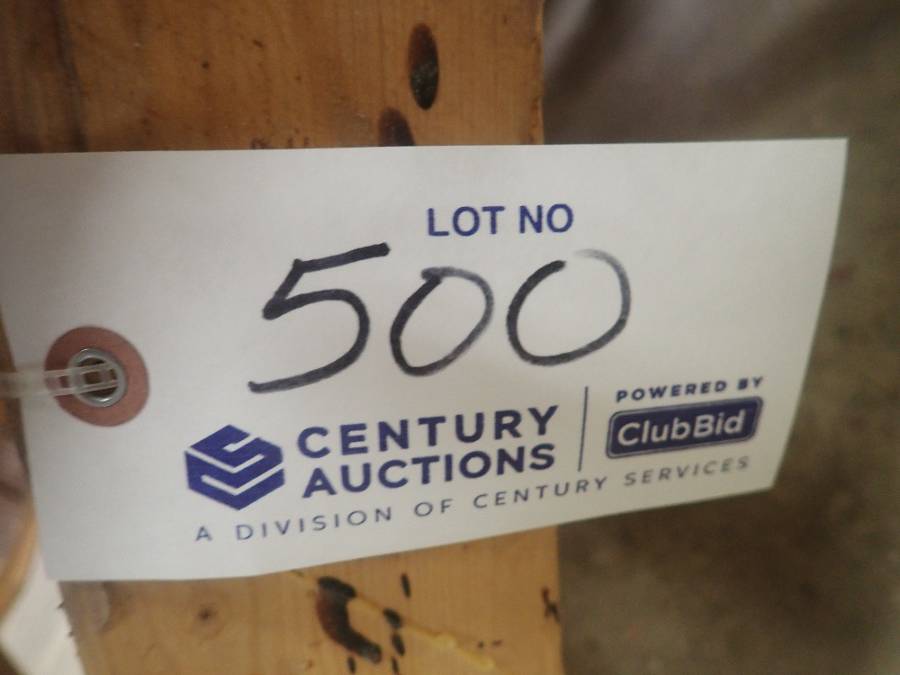 LOT NO
500
CENTURY
AUCTIONS
POWERED BY
ClubBid
A DIVISION OF CENTURY SERVICES